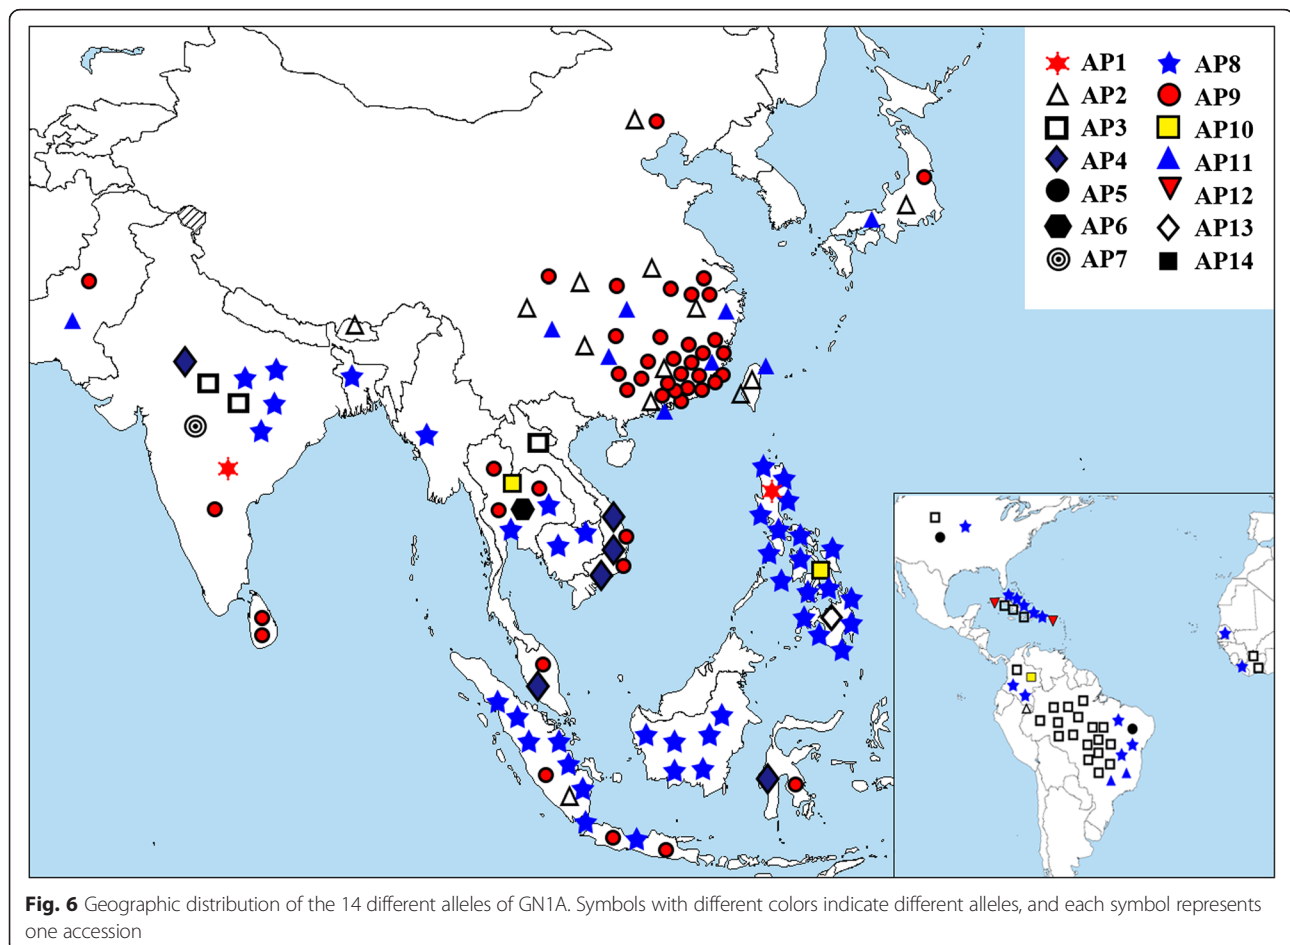 AP1 AP8
AP2 AP9
AP3 AP10
AP4 AP11
AP5 AP12
AP6 AP13
AP7 AP14
Fig. 6 Geographic distribution of the 14 different alleles of GN1A. Symbols with different colors indicate different alleles, and each symbol represents
one accession